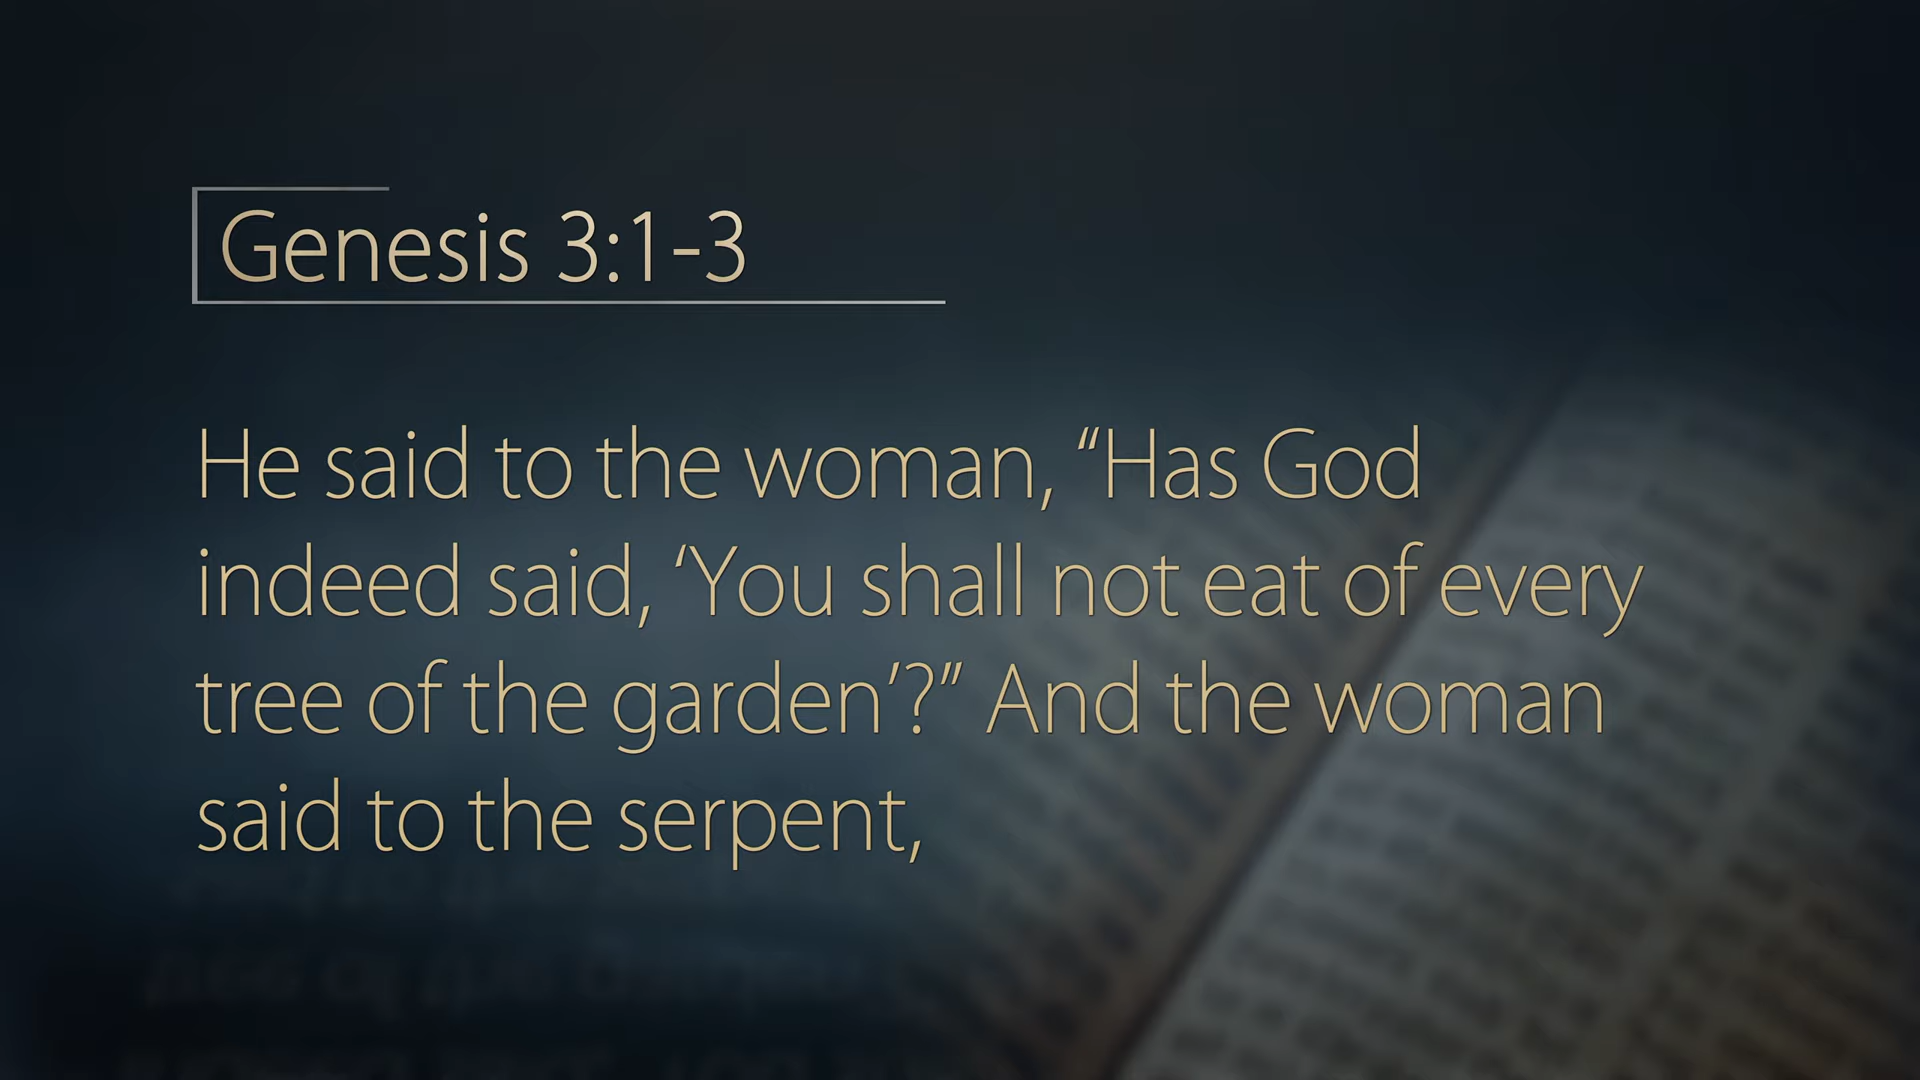 Genesis 3:1-3
He said to the woman, “Has God
indeed said, ‘You shall not eat of every
tree of the garden’?” And the woman
said to the serpent,